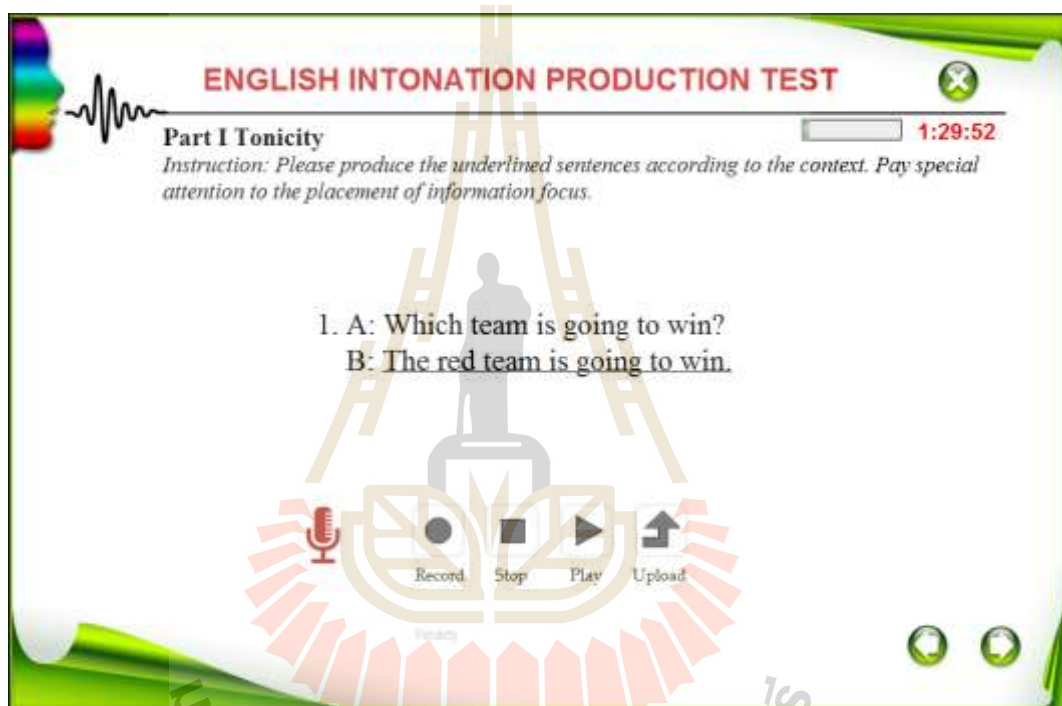 ENGLISH INTONATION PRODUCTION TEST
Part I Tonicity
1:29:52
Instruction: Please produce the underlined sentences according to the context. Pay special
attention to the placement of information focus.
1. A: Which team is going to win?
B: The red team is going to win.
Record Stop Play Upload
Ready